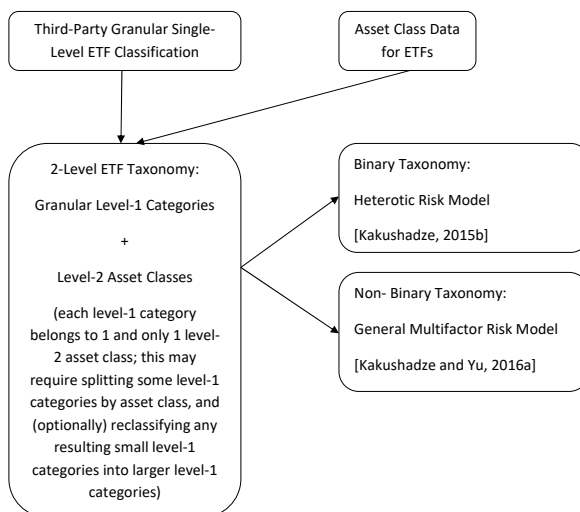 Third-Party Granular Single-
Level ETF Classification
Asset Class Data
for ETFs
2-Level ETF Taxonomy:
Granular Level-1 Categories
+
Level-2 Asset Classes
(each level-1 category
belongs to 1 and only 1 level-
2 asset class; this may
require splitting some level-1
categories by asset class, and
(optionally) reclassifying any
resulting small level-1
categories into larger level-1
categories)
Binary Taxonomy:
Heterotic Risk Model
[Kakushadze, 2015b]
Non- Binary Taxonomy:
General Multifactor Risk Model
[Kakushadze and Yu, 2016a]